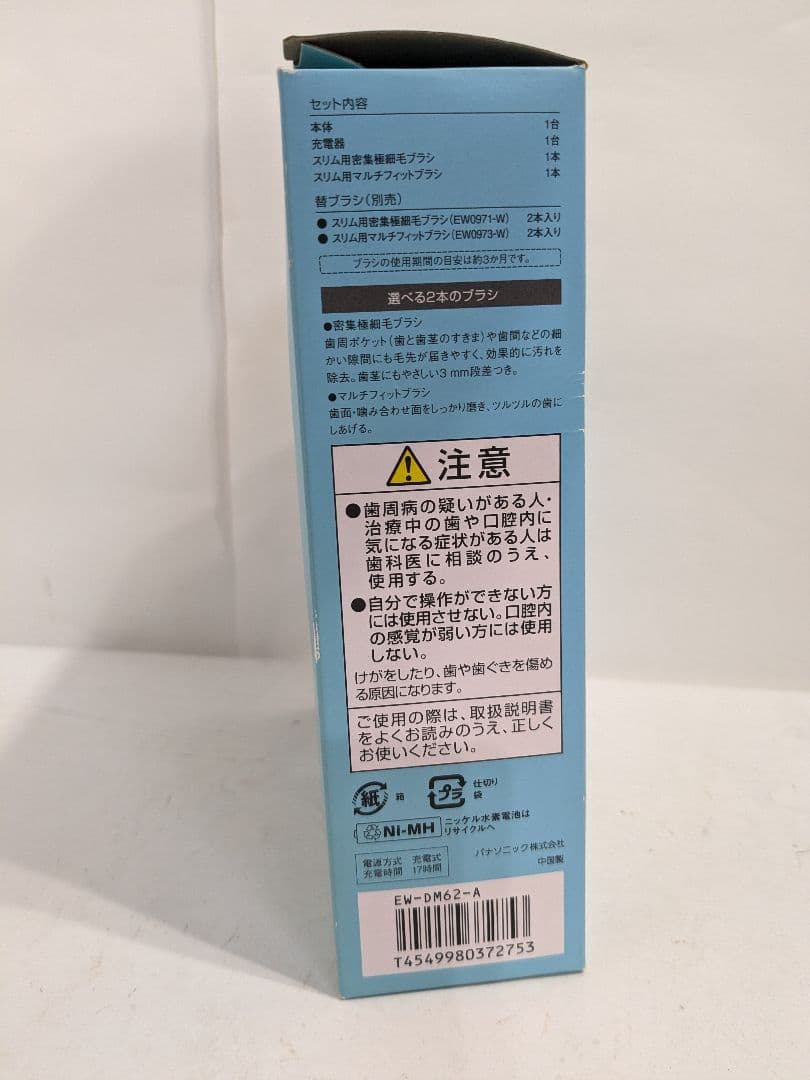 セット内容
本体 1台
充電器 1台
スリム用密集極細毛ブラシ 1本
スリム用マルチフィットブラシ 1本
替ブラシ(別売)
● スリム用密集極細毛ブラシ(EW0971-W) 2本入り
● スリム用マルチフィットブラシ(EW0973-W) 2本入り
ブラシの使用期間の目安は約3か月です。
選べる2本のブラシ
●密集極細毛ブラシ
歯周ポケット(歯と歯茎のすきま)や歯間などの細
かい隙間にも毛先が届きやすく、効果的に汚れを
除去。歯茎にもやさしい3 mm段差つき。
●マルチフィットブラシ
歯面・噛み合わせ面をしっかり磨き、ツルツルの歯に
しあげる。
注意
●歯周病の疑いがある人・
治療中の歯や口腔内に
気になる症状がある人は
歯科医に相談のうえ、
使用する。
●自分で操作ができない方
には使用させない。口腔内
の感覚が弱い方には使用
しない。
けがをしたり、歯や歯ぐきを傷め
る原因になります。
ご使用の際は、取扱説明書
をよくお読みのうえ、正しく
お使いください。
紙 箱 プラ 仕切り
袋
Ni-MH ニッケル水素電池は
リサイクルへ
電源方式 充電式
充電時間 17時間
パナソニック株式会社
中国製
EW-DM62-A
T4549980372753